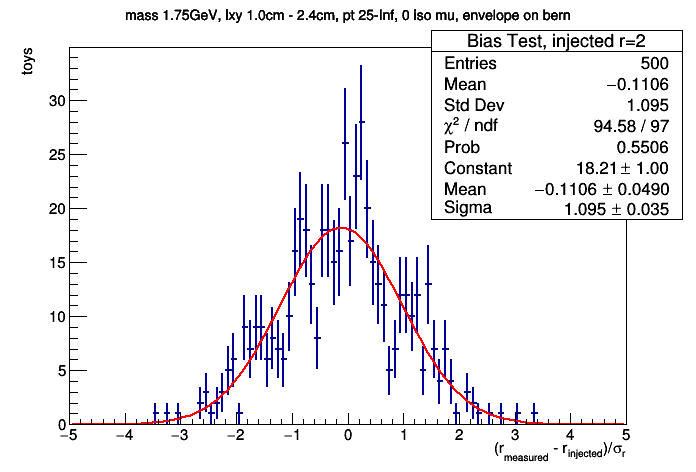 mass 1.75GeV, lxy 1.0cm - 2.4cm, pt 25-Inf, 0 Iso mu, envelope on bern
Bias Test, injected r=2
Entries 500
Mean −0.1106
Std Dev 1.095
χ² / ndf 94.58 / 97
Prob 0.5506
Constant 18.21 ± 1.00
Mean −0.1106 ± 0.0490
Sigma 1.095 ± 0.035
toys
30
25
20
15
10
5
0
−5 −4 −3 −2 −1 0 1 2 3 4 5
(r_measured - r_injected)/σ_r